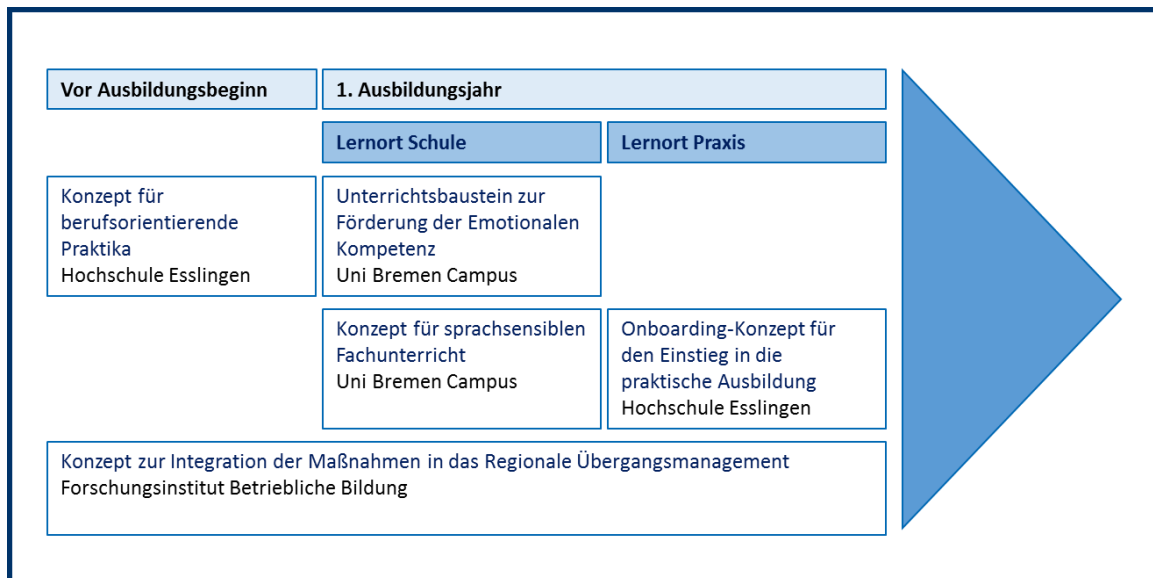 Vor Ausbildungsbeginn
1. Ausbildungsjahr
Lernort Schule
Lernort Praxis
Konzept für
berufsorientierende
Praktika
Hochschule Esslingen
Unterrichtsbaustein zur
Förderung der Emotionalen
Kompetenz
Uni Bremen Campus
Konzept für sprachsensiblen
Fachunterricht
Uni Bremen Campus
Onboarding-Konzept für
den Einstieg in die
praktische Ausbildung
Hochschule Esslingen
Konzept zur Integration der Maßnahmen in das Regionale Übergangsmanagement
Forschungsinstitut Betriebliche Bildung